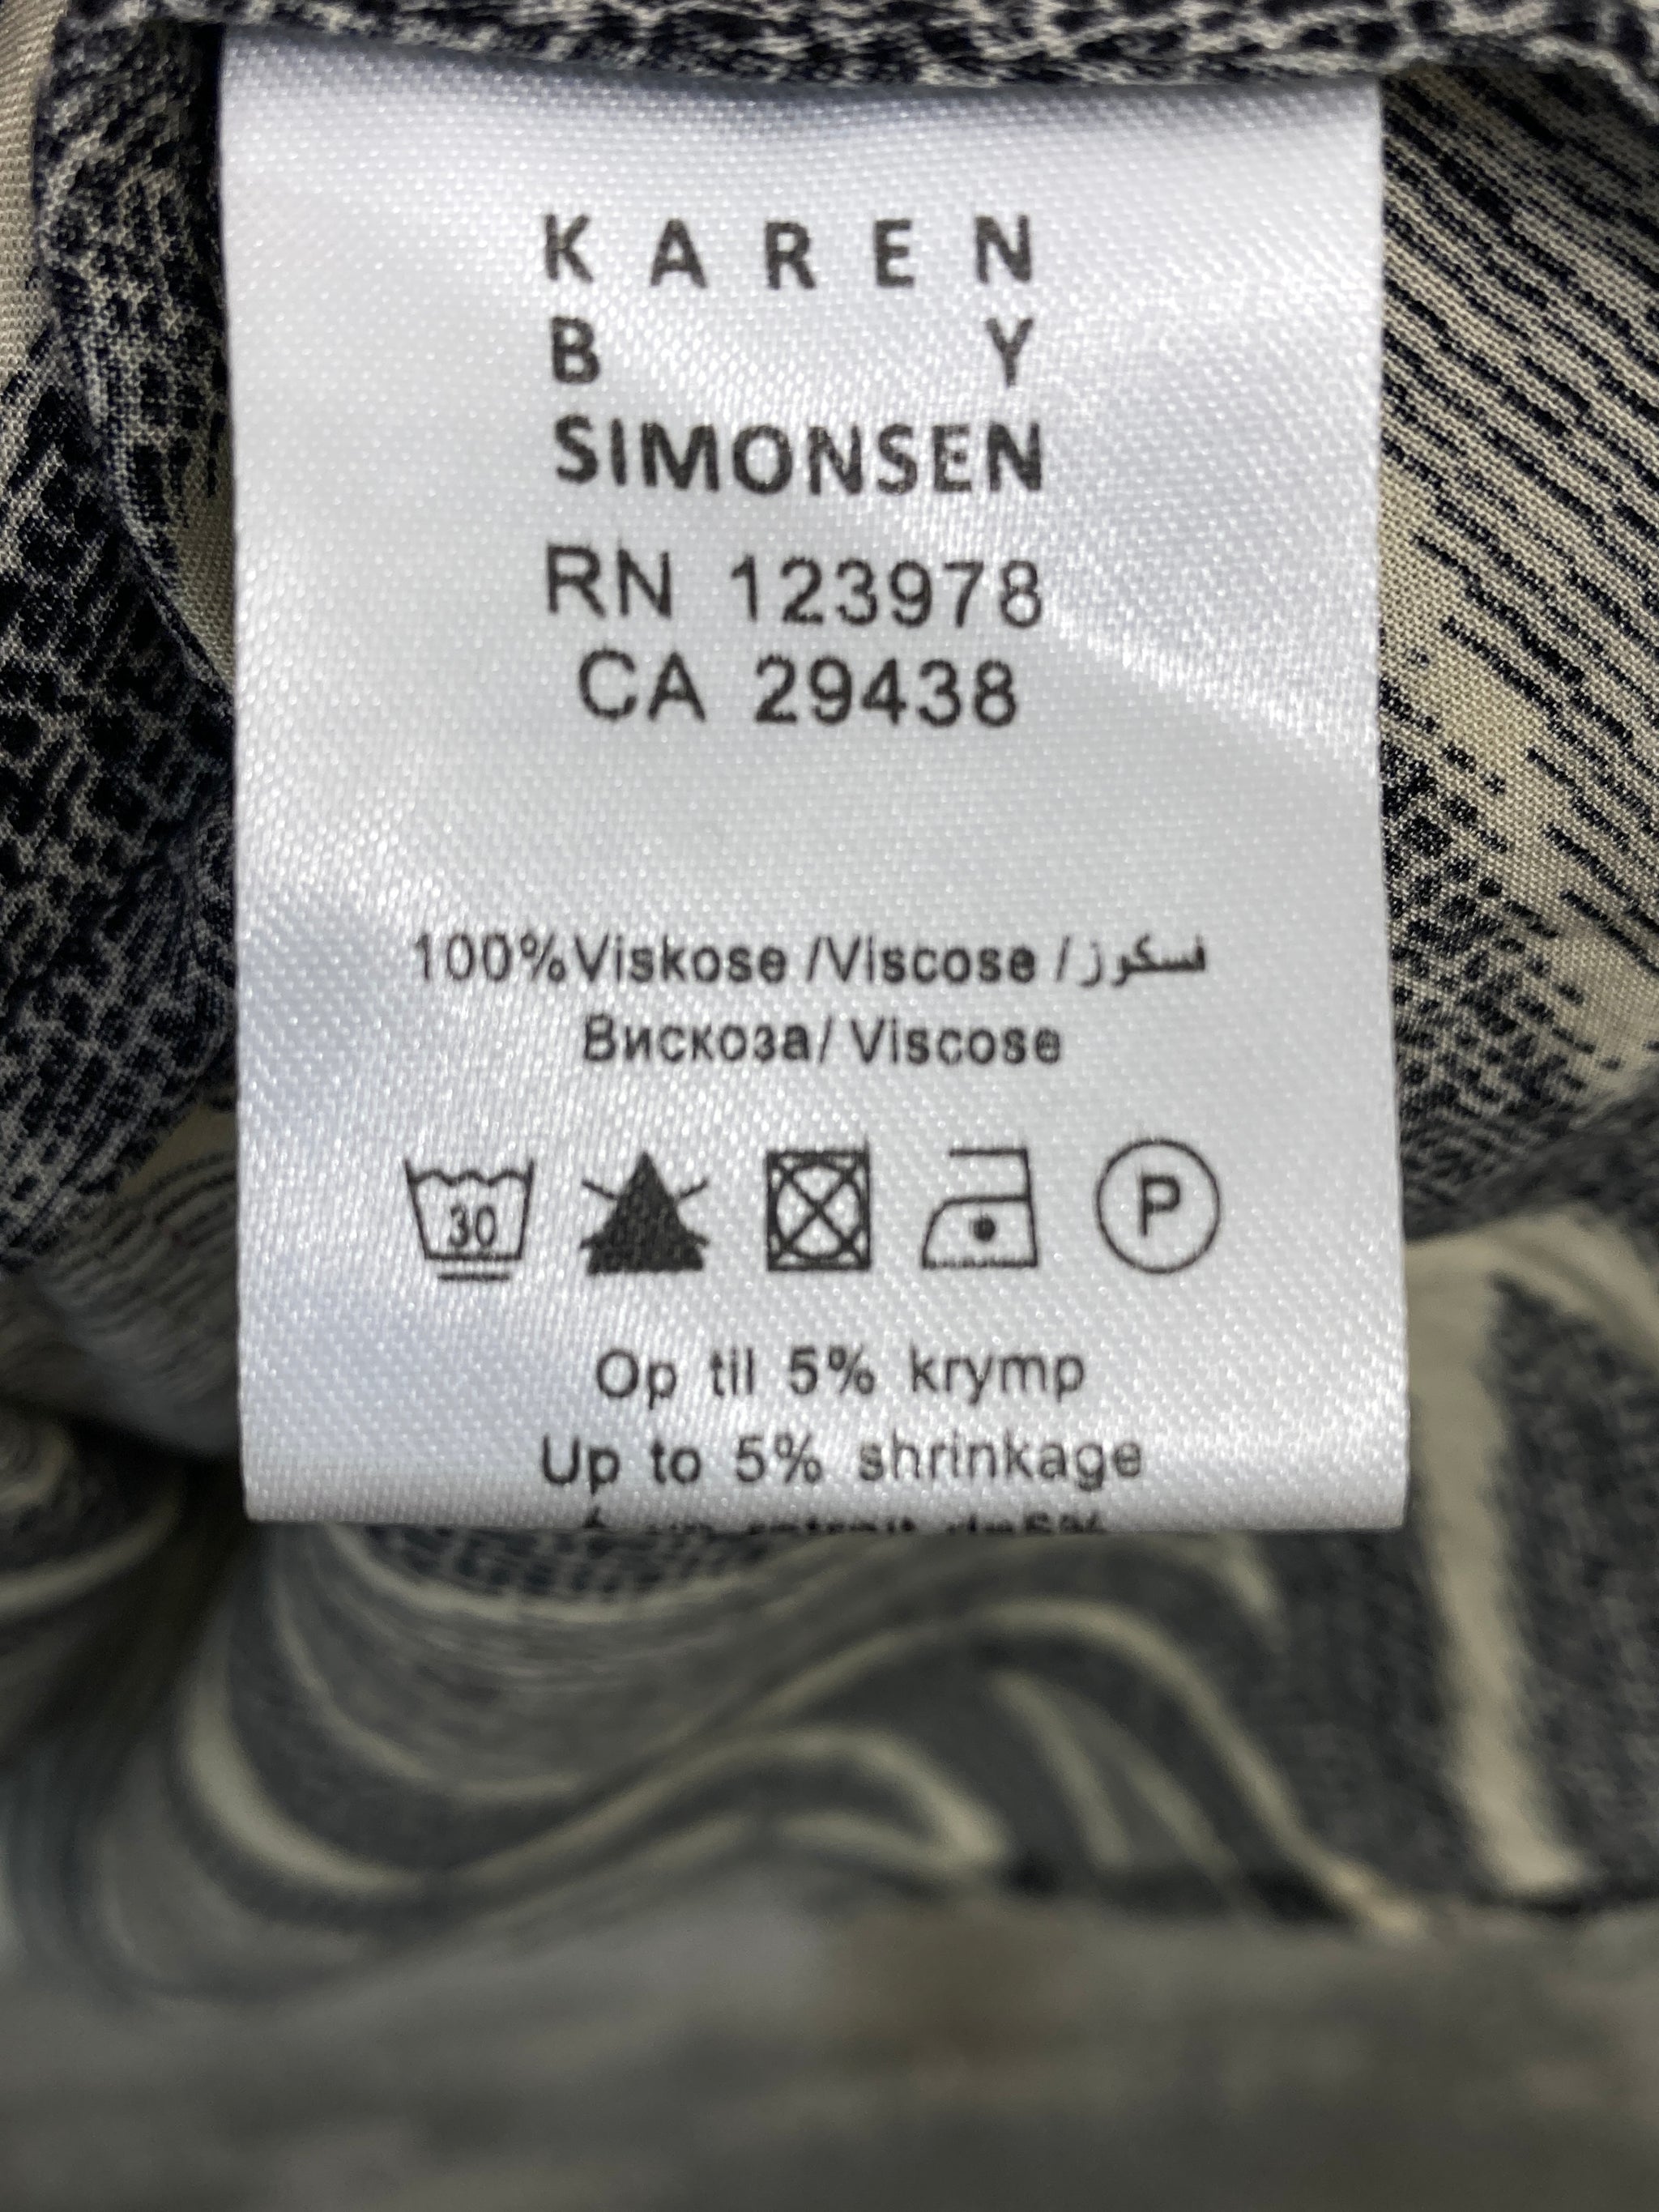 KAREN
B Y
SIMONSEN
RN 123978
CA 29438
100%Viskose /Viscose / فسكوز
Вискоза/ Viscose
30
P
Op til 5% krymp
Up to 5% shrinkage